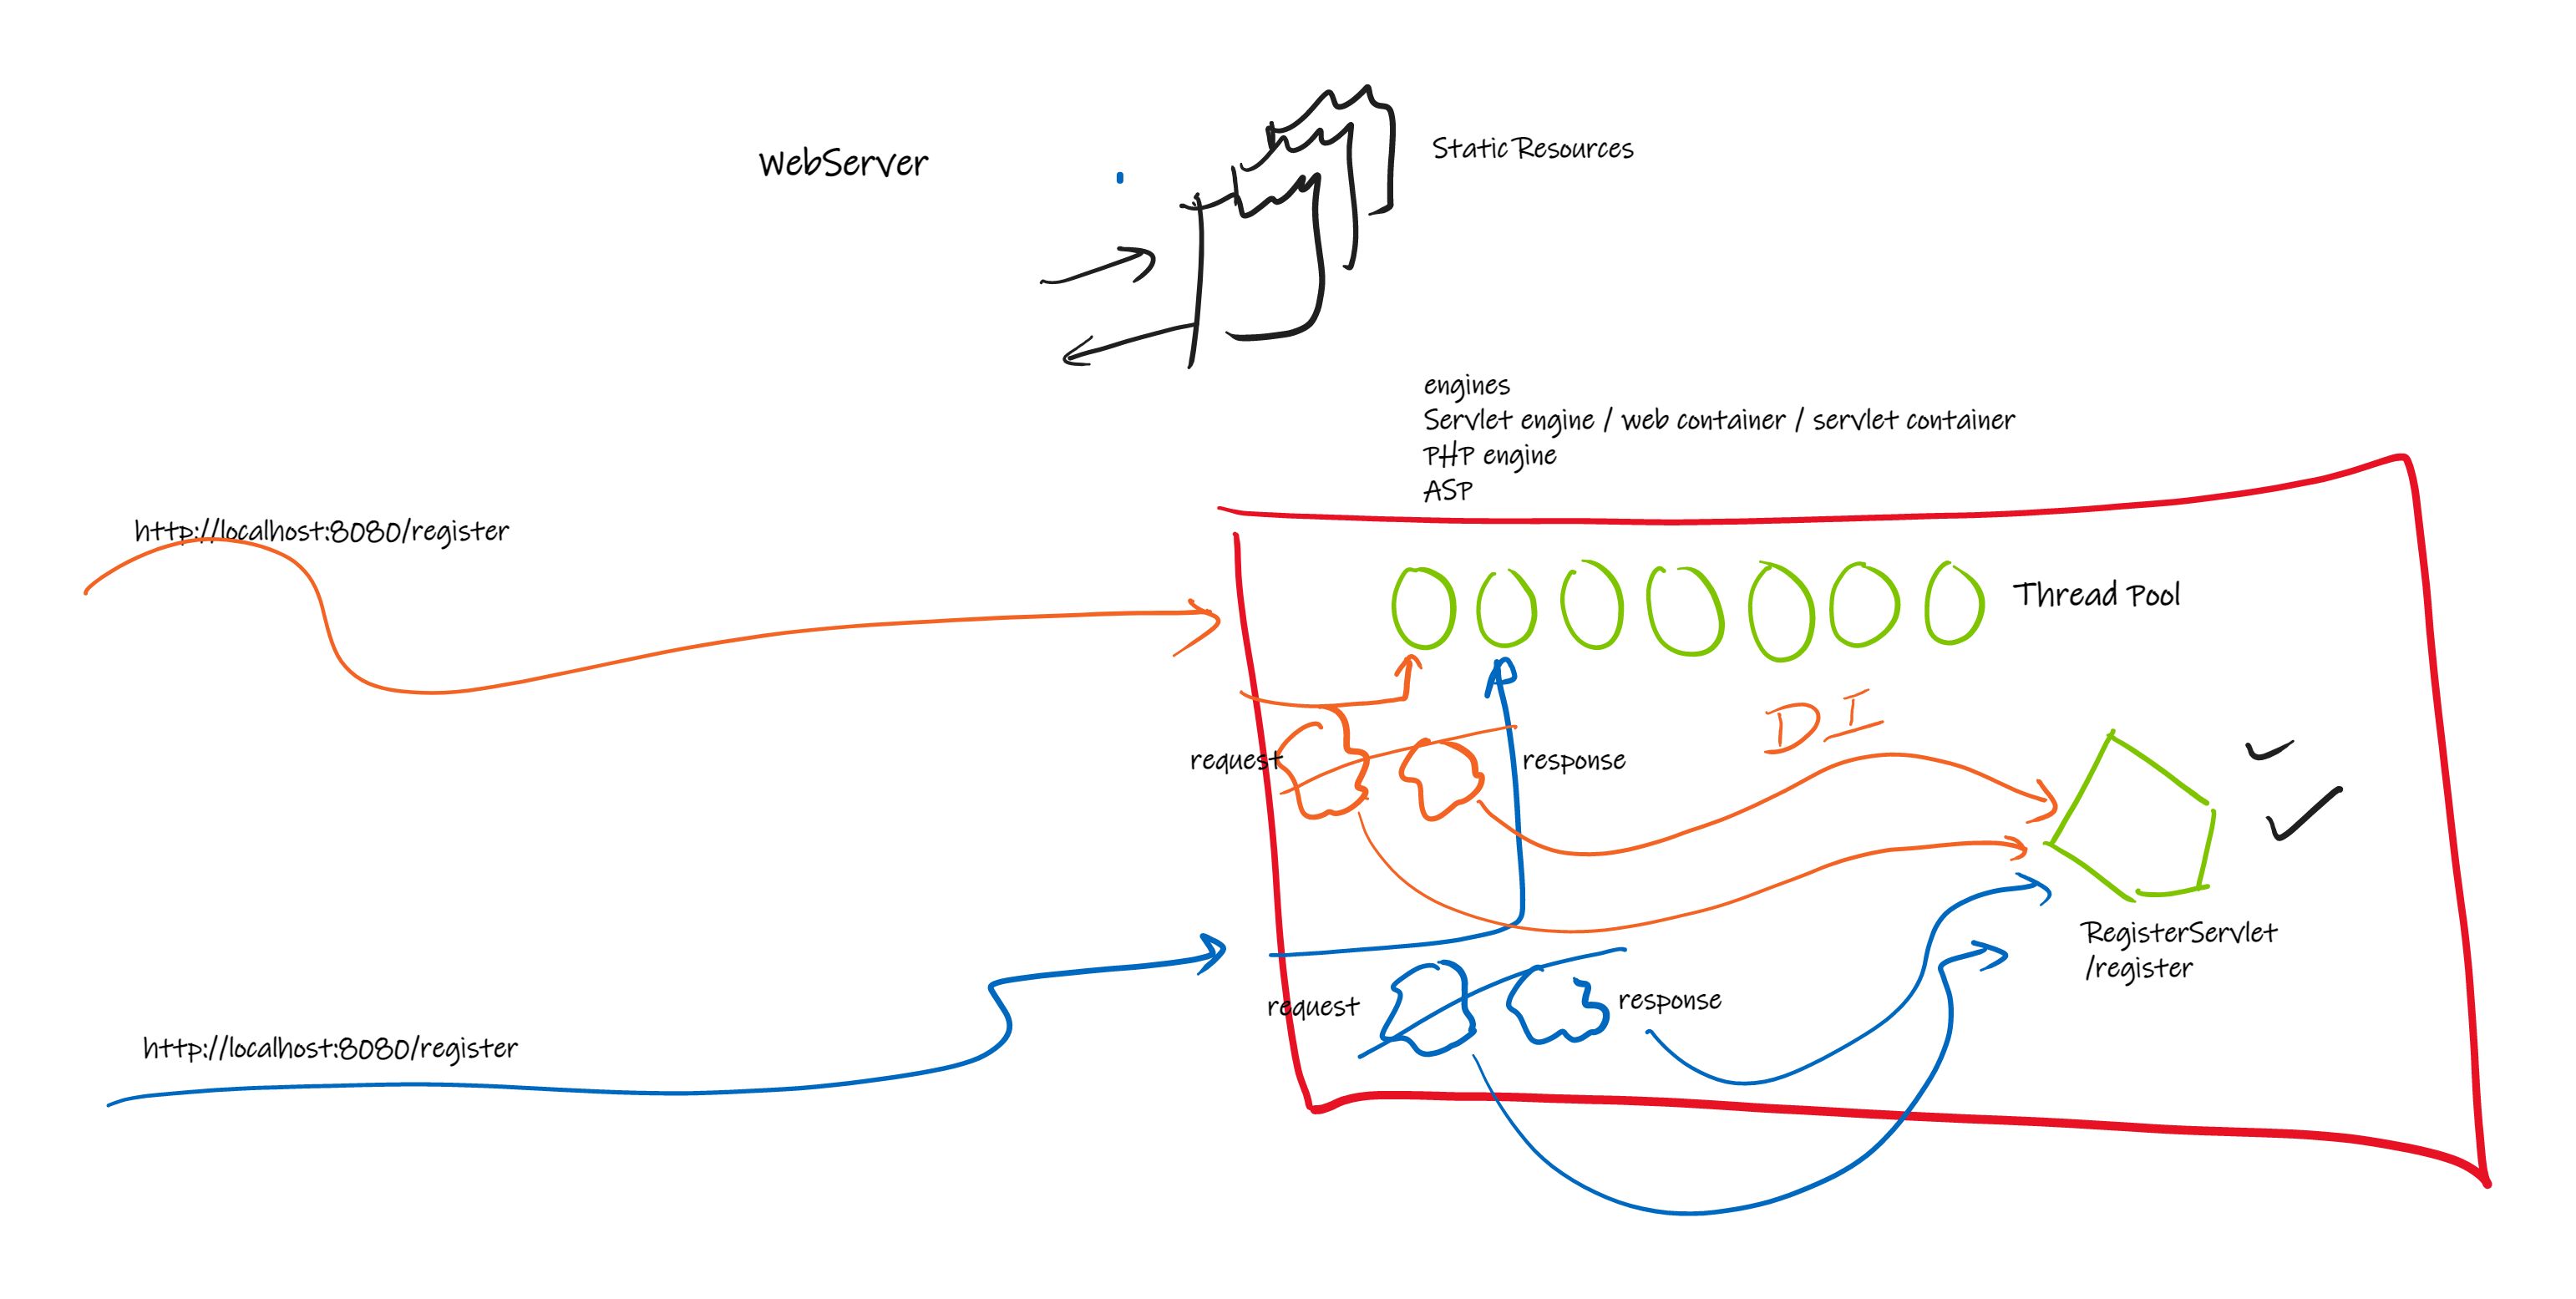 WebServer
Static Resources
engines
Servlet engine / web container / servlet container
PHP engine
ASP
http://localhost:8080/register
Thread Pool
DI
request
response
RegisterServlet
/register
request
response
http://localhost:8080/register